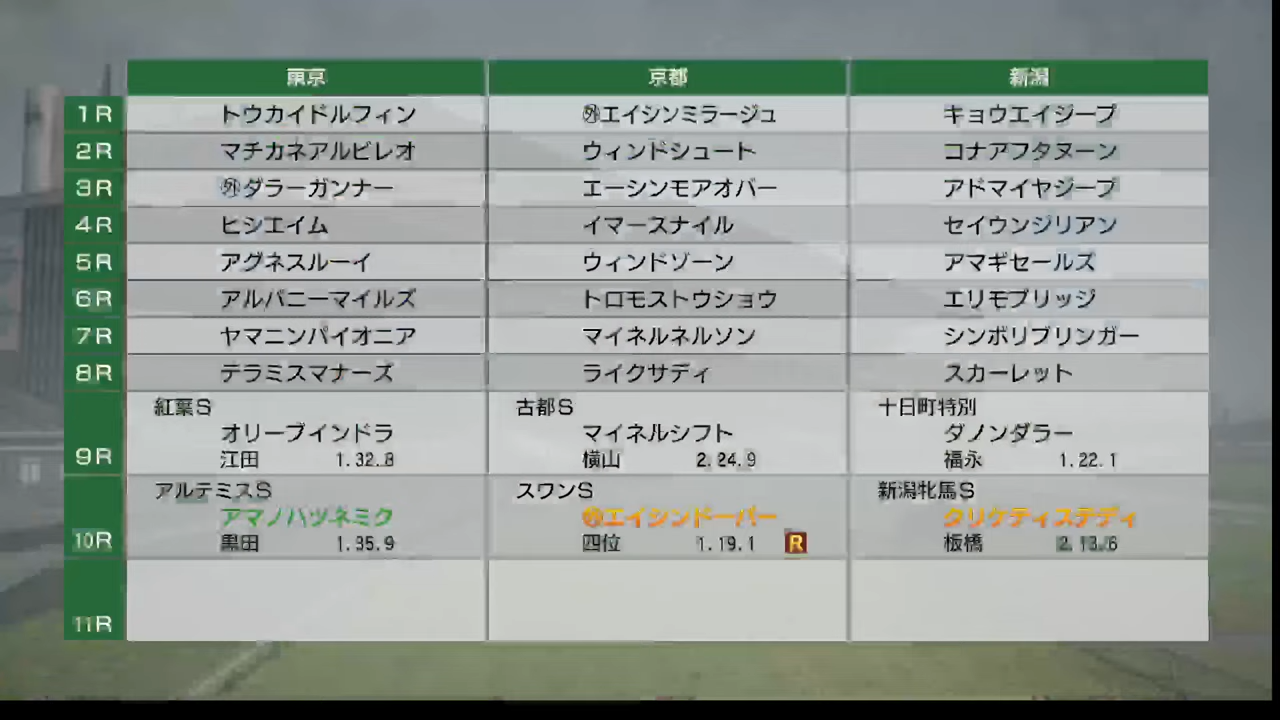 東京 京都 新潟
1R トウカイドルフィン ㊕エイシンミラージュ キョウエイジープ
2R マチカネアルビレオ ウィンドシュート コナアフタヌーン
3R ダラーガンナー エーシンモアオバー アドマイヤジープ
4R ヒシエイム イマースナイル セイウンジリアン
5R アグネスルーイ ウィンドゾーン アマギセールズ
6R アルバニーマイルズ トロモストウショウ エリモブリッジ
7R ヤマニンパイオニア マイネルネルソン シンボリブリンガー
8R テラミスマナーズ ライクサディ スカーレット
紅葉S 古都S 十日町特別
オリーブインドラ マイネルシフト ダノンダラー
9R 江田 1.32.8 横山 2.24.9 福永 1.22.1
アルテミスS スワンS 新潟牝馬S
アマノハツネミク エイシンドーバー クリケティステディ
10R 黒田 1.35.9 四位 1.19.1 R 板橋 2.13.6
11R